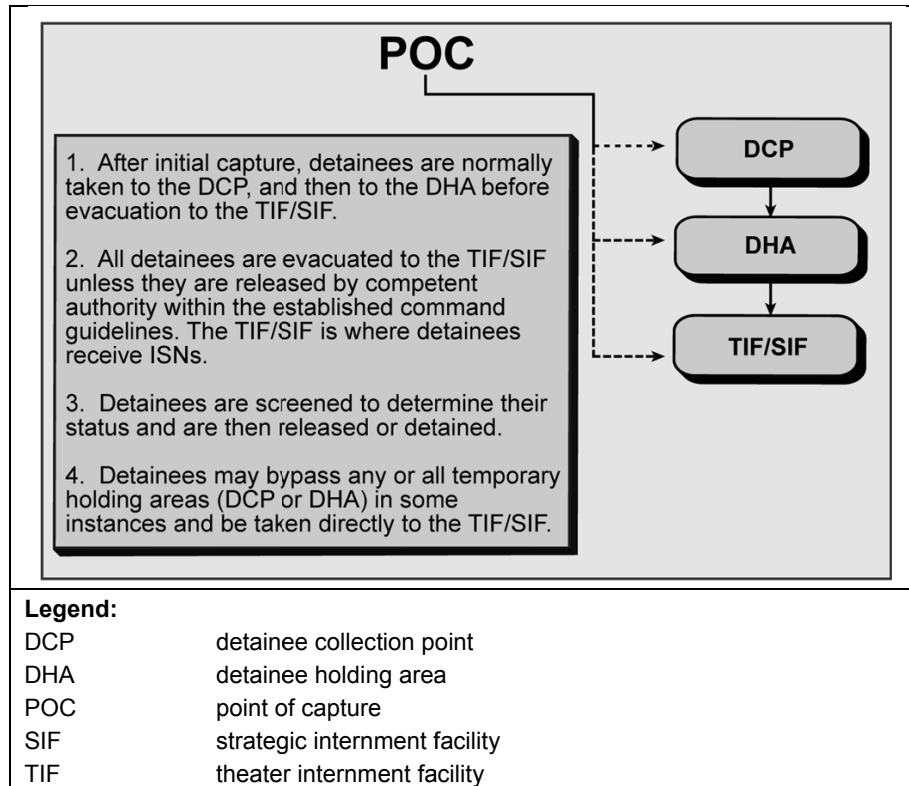 POC
1. After initial capture, detainees are normally
taken to the DCP, and then to the DHA before
evacuation to the TIF/SIF.
2. All detainees are evacuated to the TIF/SIF
unless they are released by competent
authority within the established command
guidelines. The TIF/SIF is where detainees
receive ISNs.
3. Detainees are screened to determine their
status and are then released or detained.
4. Detainees may bypass any or all temporary
holding areas (DCP or DHA) in some
instances and be taken directly to the TIF/SIF.
DCP
DHA
TIF/SIF
Legend:
DCP detainee collection point
DHA detainee holding area
POC point of capture
SIF strategic internment facility
TIF theater internment facility